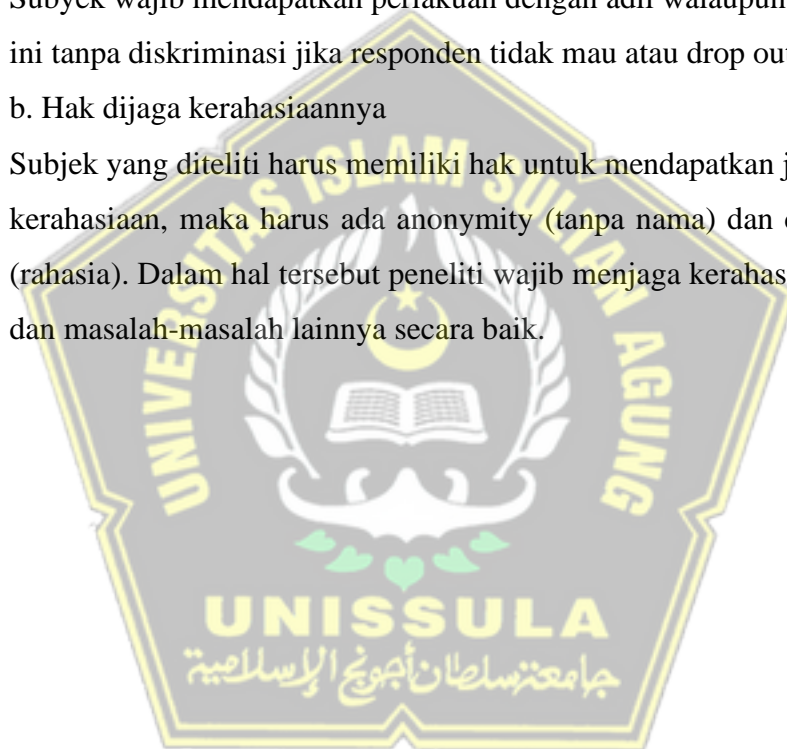 Subyek wajib mendapatkan perlakuan dengan adil walaupun
ini tanpa diskriminasi jika responden tidak mau atau drop out
b. Hak dijaga kerahasiaannya
Subjek yang diteliti harus memiliki hak untuk mendapatkan
kerahasiaan, maka harus ada anonymity (tanpa nama) dan
(rahasia). Dalam hal tersebut peneliti wajib menjaga
dan masalah-masalah lainnya secara baik.
UNIVERSITAS ISLAM SULTAN AGUNG
UNISSULA
جامعة سلطان أجونج الإسلامية